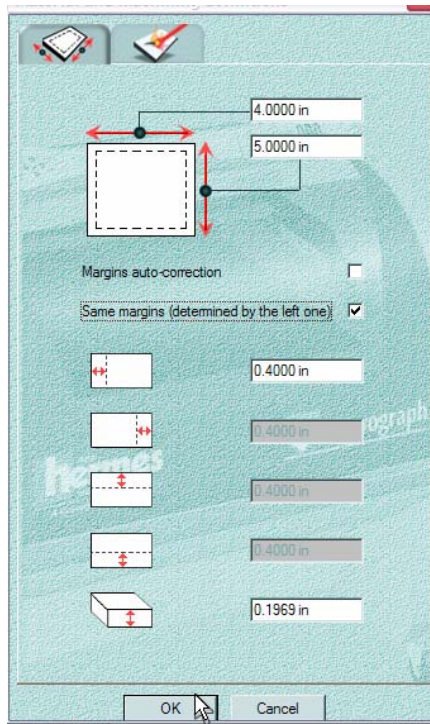 4.0000 in
5.0000 in
Margins auto-correction
Same margins (determined by the left one)
0.4000 in
0.4000 in
hermes
0.4000 in
0.4000 in
0.1969 in
OK
Cancel